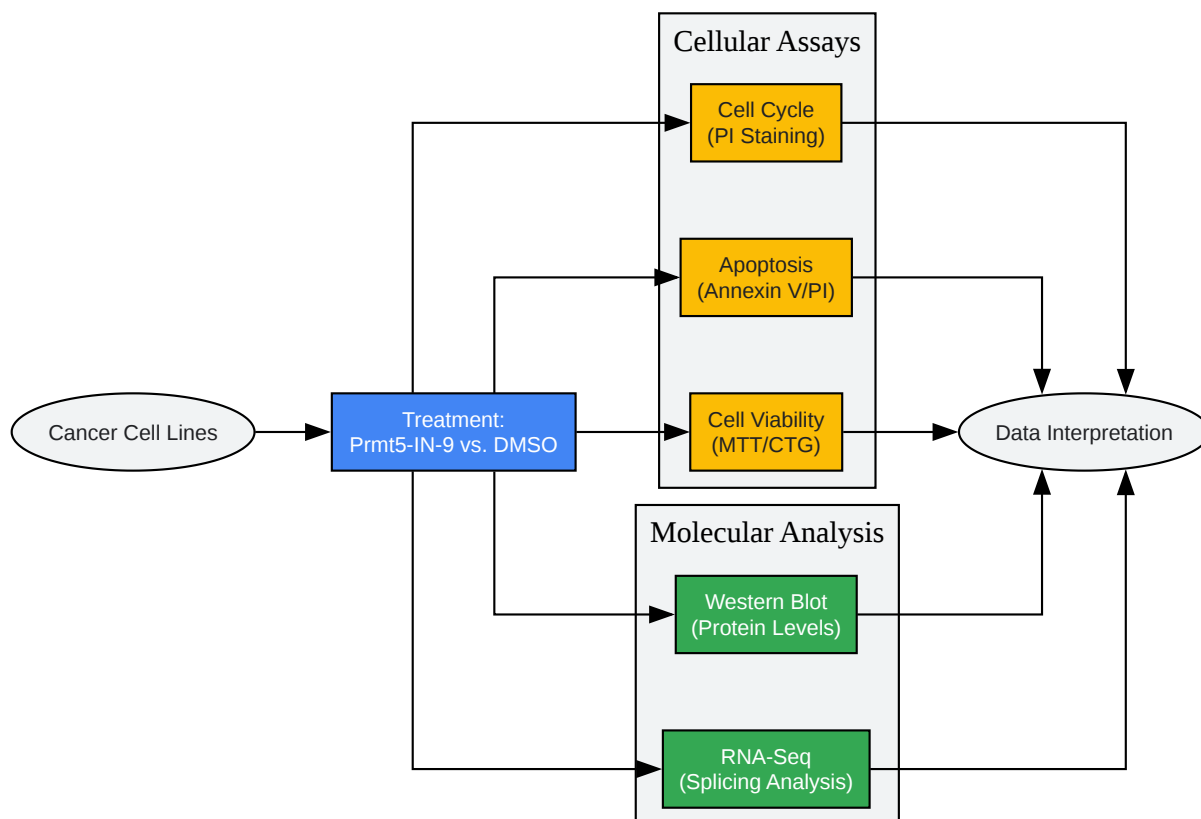 Cellular Assays
Cell Cycle
(PI Staining)
Apoptosis
(Annexin V/PI)
Cancer Cell Lines
Treatment:
Prmt5-IN-9 vs. DMSO
Cell Viability
(MTT/CTG)
Data Interpretation
Molecular Analysis
Western Blot
(Protein Levels)
RNA-Seq
(Splicing Analysis)